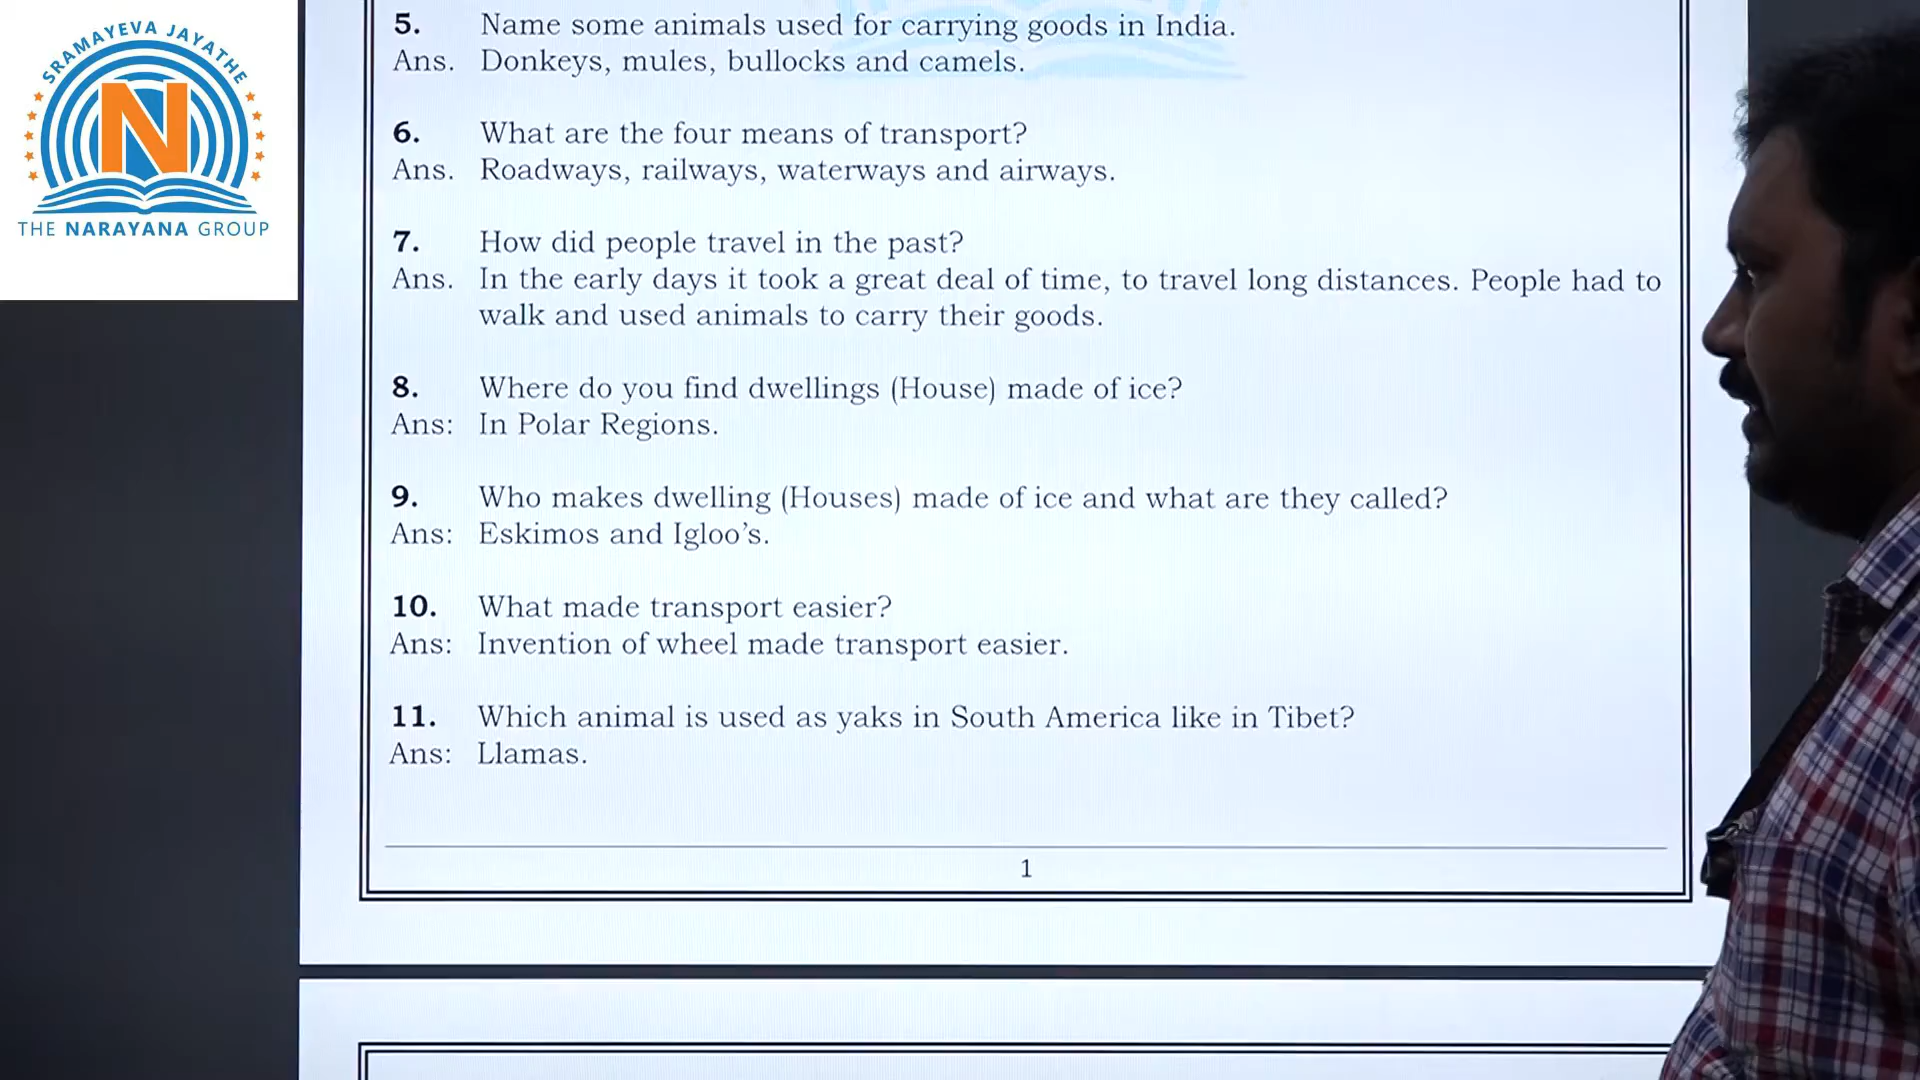 SRAMAYEVA JAYATHE
N
THE NARAYANA GROUP
5. Name some animals used for carrying goods in India.
Ans. Donkeys, mules, bullocks and camels.
6. What are the four means of transport?
Ans. Roadways, railways, waterways and airways.
7. How did people travel in the past?
Ans. In the early days it took a great deal of time, to travel long distances. People had to
walk and used animals to carry their goods.
8. Where do you find dwellings (House) made of ice?
Ans: In Polar Regions.
9. Who makes dwelling (Houses) made of ice and what are they called?
Ans: Eskimos and Igloo’s.
10. What made transport easier?
Ans: Invention of wheel made transport easier.
11. Which animal is used as yaks in South America like in Tibet?
Ans: Llamas.
1